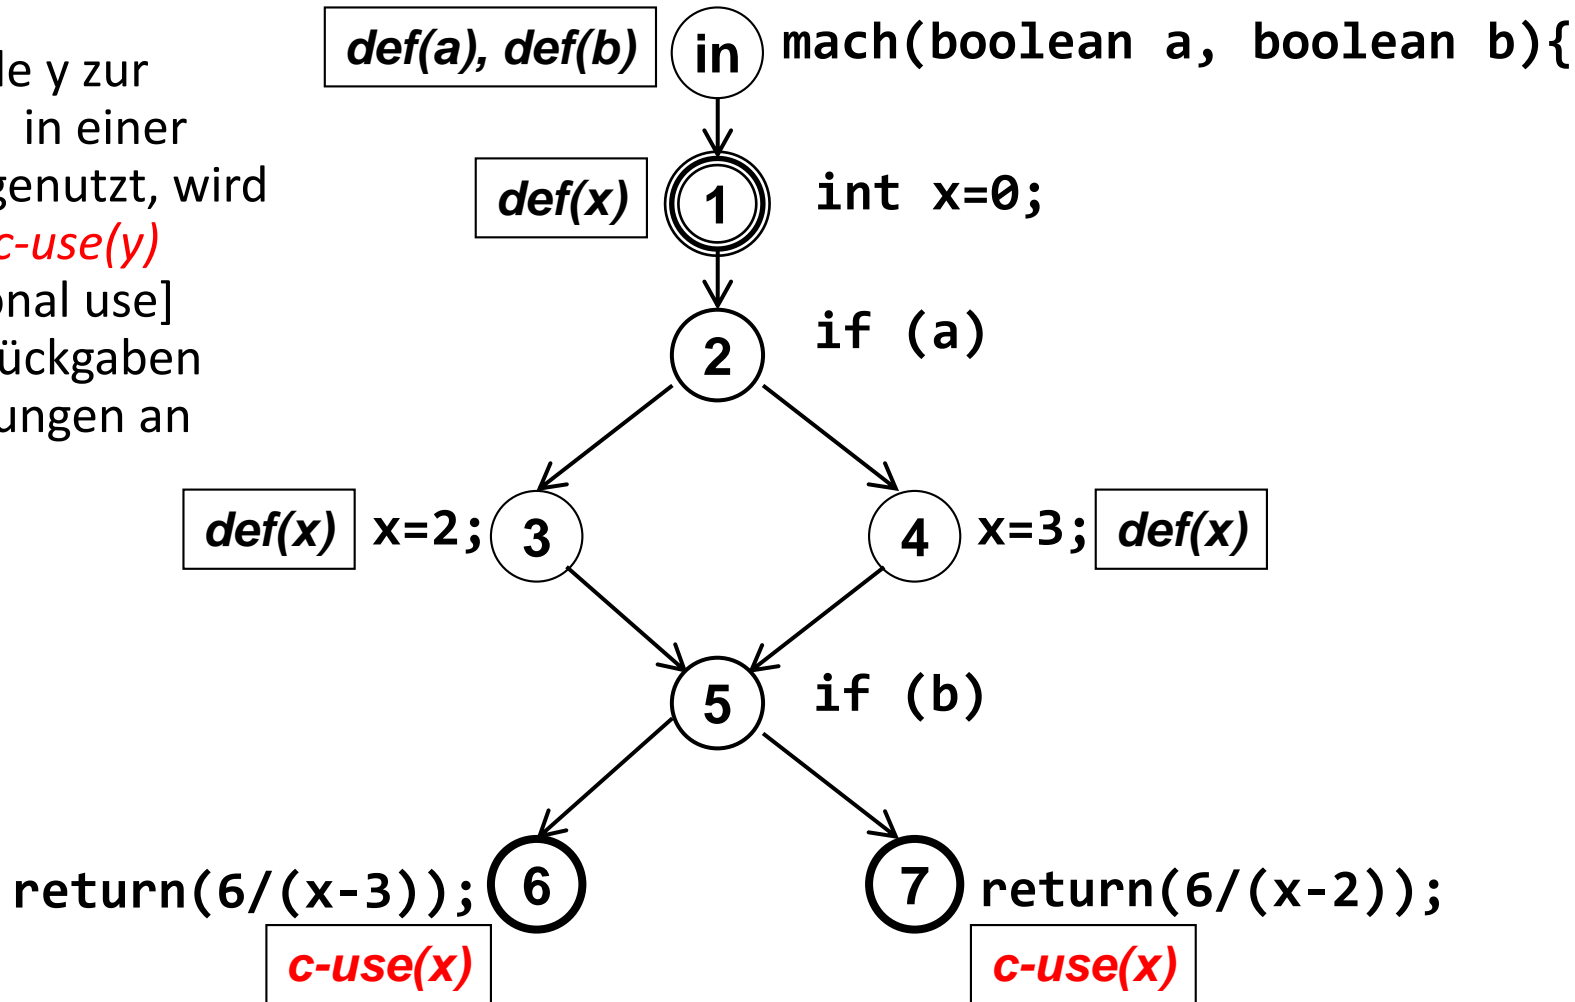 def(a), def(b) in mach(boolean a, boolean b){
de y zur
in einer
genutzt, wird
c-use(y)
onal use]
ückgaben
ungen an
def(x) 1 int x=0;
2 if (a)
def(x) x=2; 3 4 x=3; def(x)
5 if (b)
return(6/(x-3)); 6 7 return(6/(x-2));
c-use(x) c-use(x)